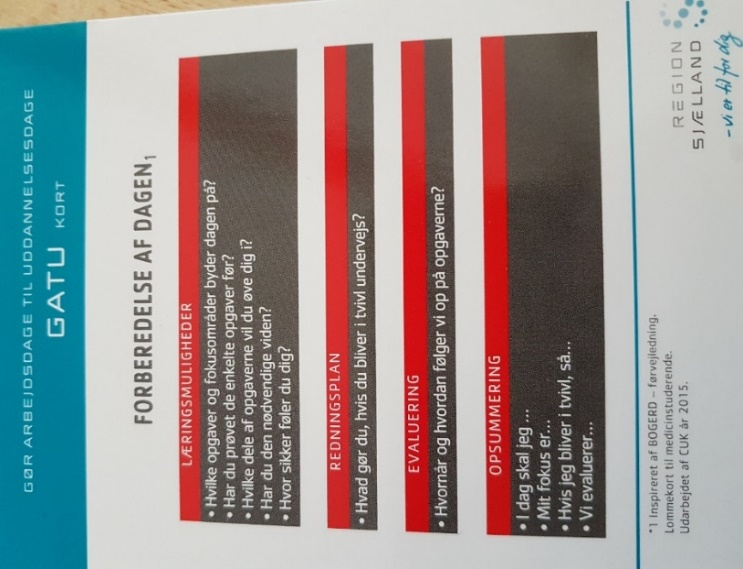 GØR ARBEJDSDAGE TIL UDDANNELSESDAGE
GATU KORT
FORBEREDELSE AF DAGEN1
LÆRINGSMULIGHEDER
• Hvilke opgaver og fokusområder byder dagen på?
• Har du prøvet de enkelte opgaver før?
• Hvilke dele af opgaverne vil du øve dig i?
• Har du den nødvendige viden?
• Hvor sikker føler du dig?
REDNINGSPLAN
• Hvad gør du, hvis du bliver i tvivl undervejs?
EVALUERING
• Hvornår og hvordan følger vi op på opgaverne?
OPSUMMERING
• I dag skal jeg ...
• Mit fokus er...
• Hvis jeg bliver i tvivl, så...
• Vi evaluerer...
*1 Inspireret af BOGERD – førvejledning.
Lommekort til medicinstuderende.
Udarbejdet af CUK år 2015.
REGION
SJÆLLAND
- vi er til for dig